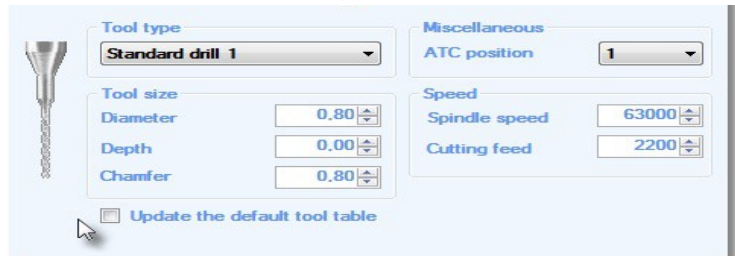 Tool type
Standard drill 1
Miscellaneous
ATC position 1
Tool size
Diameter 0,80
Depth 0,00
Chamfer 0,80
Speed
Spindle speed 63000
Cutting feed 2200
Update the default tool table